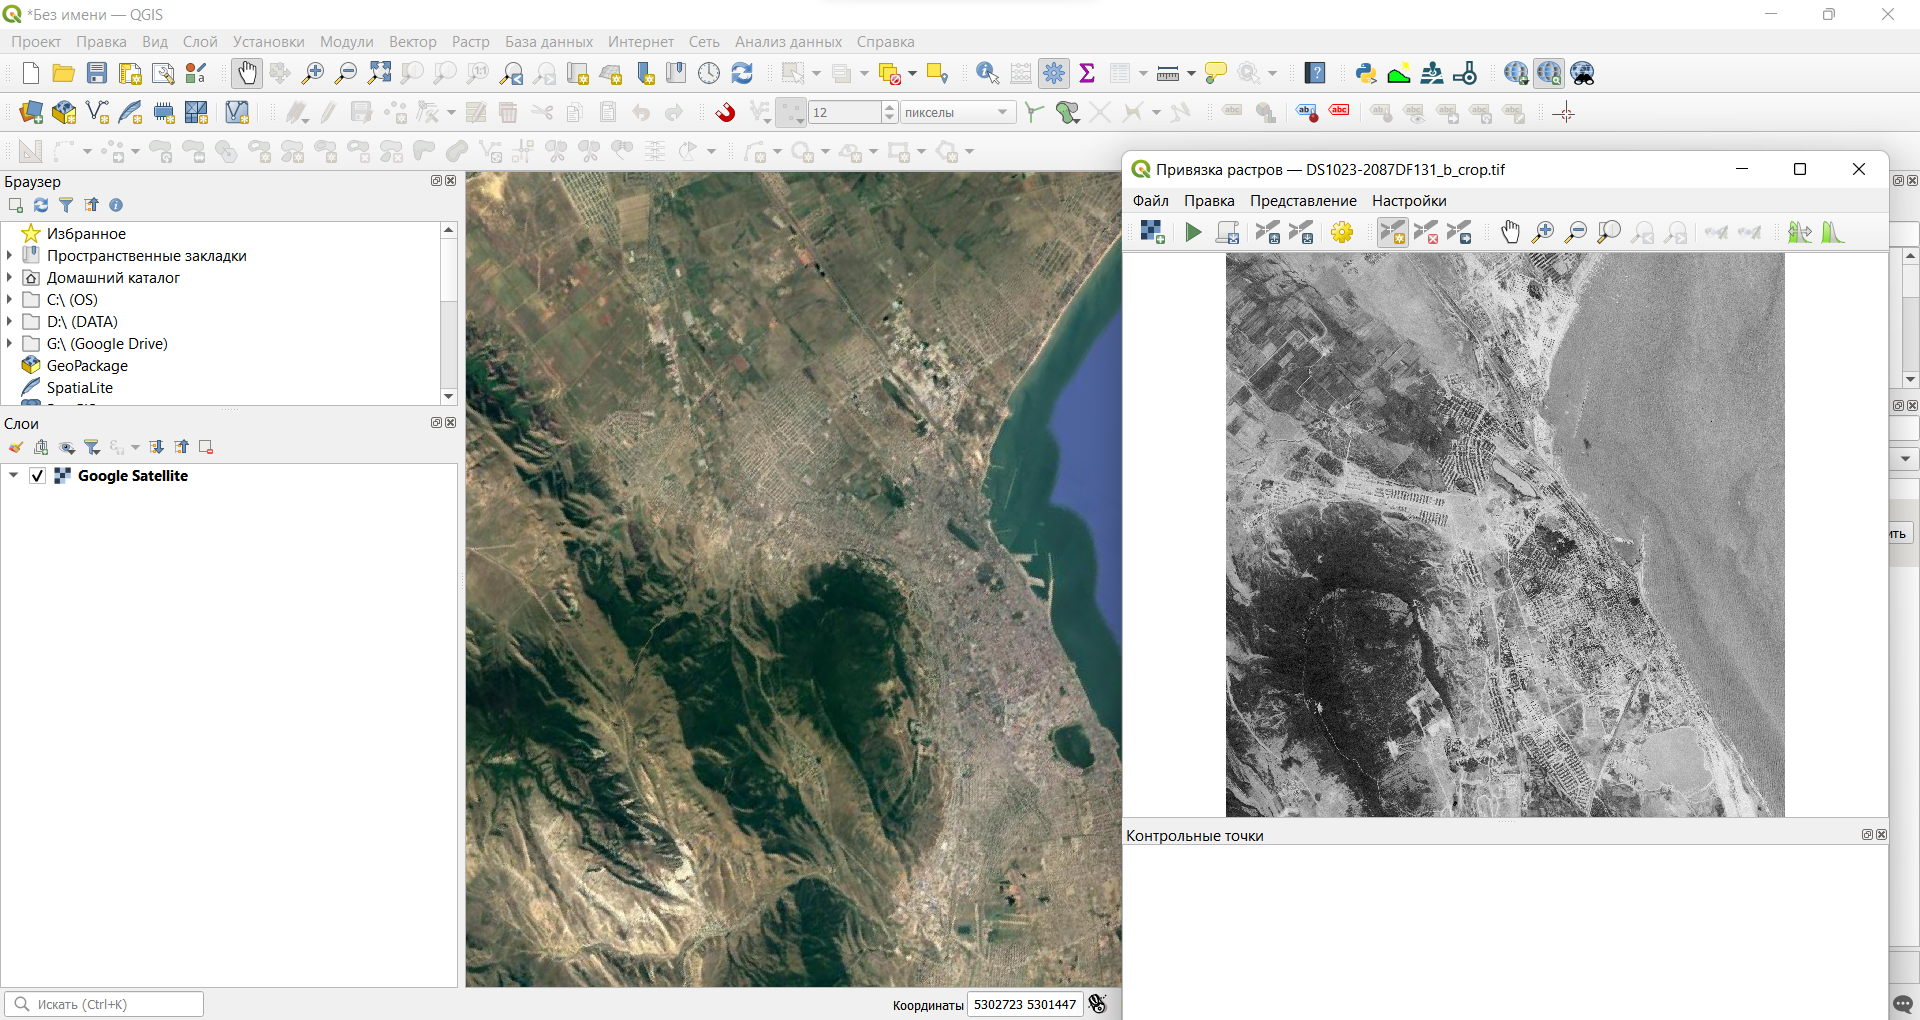 *Без имени — QGIS
Проект Правка Вид Слой Установки Модули Вектор Растр База данных Интернет Сеть Анализ данных Справка
12 пикселы
Браузер
Избранное
Пространственные закладки
Домашний каталог
C:\ (OS)
D:\ (DATA)
G:\ (Google Drive)
GeoPackage
SpatiaLite
Слои
Google Satellite
Искать (Ctrl+K)
Координаты 5302723 5301447
Привязка растров — DS1023-2087DF131_b_crop.tif
Файл Правка Представление Настройки
Контрольные точки
ить